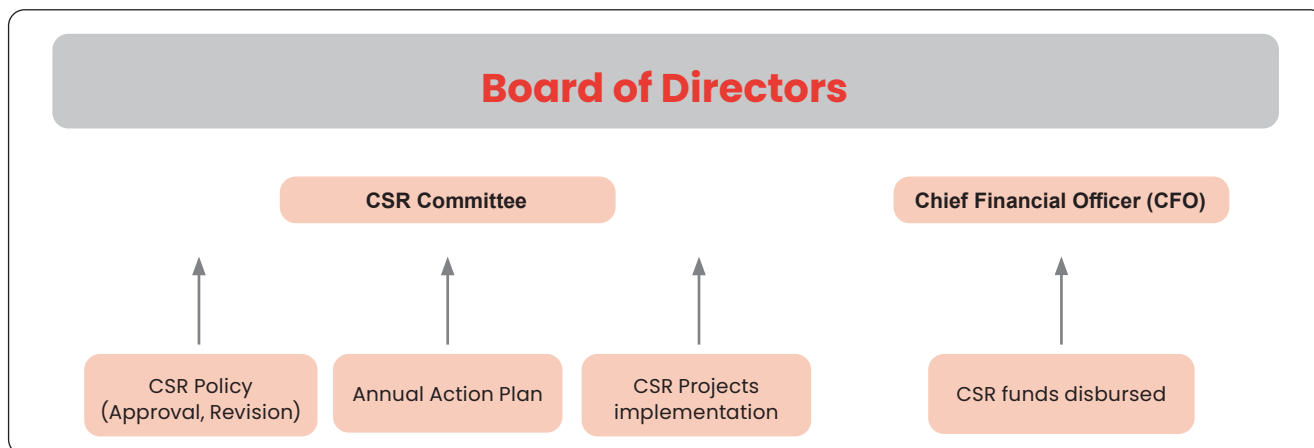 Board of Directors
CSR Committee
Chief Financial Officer (CFO)
CSR Policy
(Approval, Revision)
Annual Action Plan
CSR Projects
implementation
CSR funds disbursed